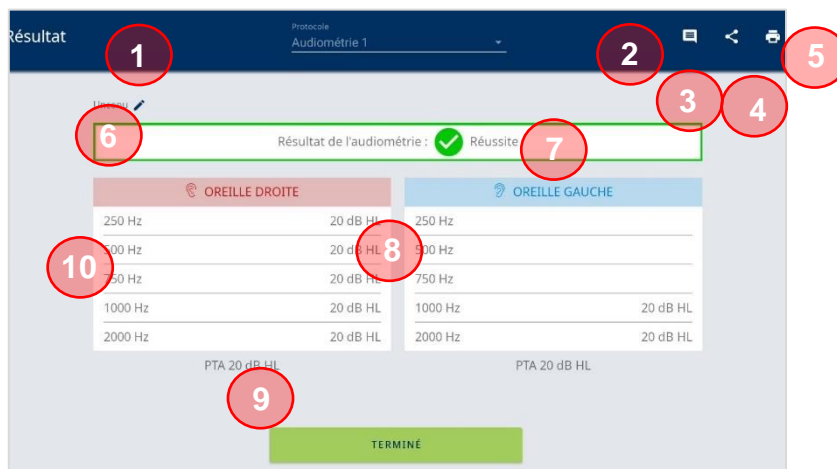 Résultat
Protocole
Audiométrie 1
1
2
3
4
5
6
Résultat de l'audiométrie : Réussite
7
OREILLE DROITE
OREILLE GAUCHE
250 Hz 20 dB HL
250 Hz
500 Hz 20 dB HL
8
500 Hz
10
750 Hz 20 dB HL
750 Hz
1000 Hz 20 dB HL
1000 Hz 20 dB HL
2000 Hz 20 dB HL
2000 Hz 20 dB HL
PTA 20 dB HL
PTA 20 dB HL
9
TERMINÉ